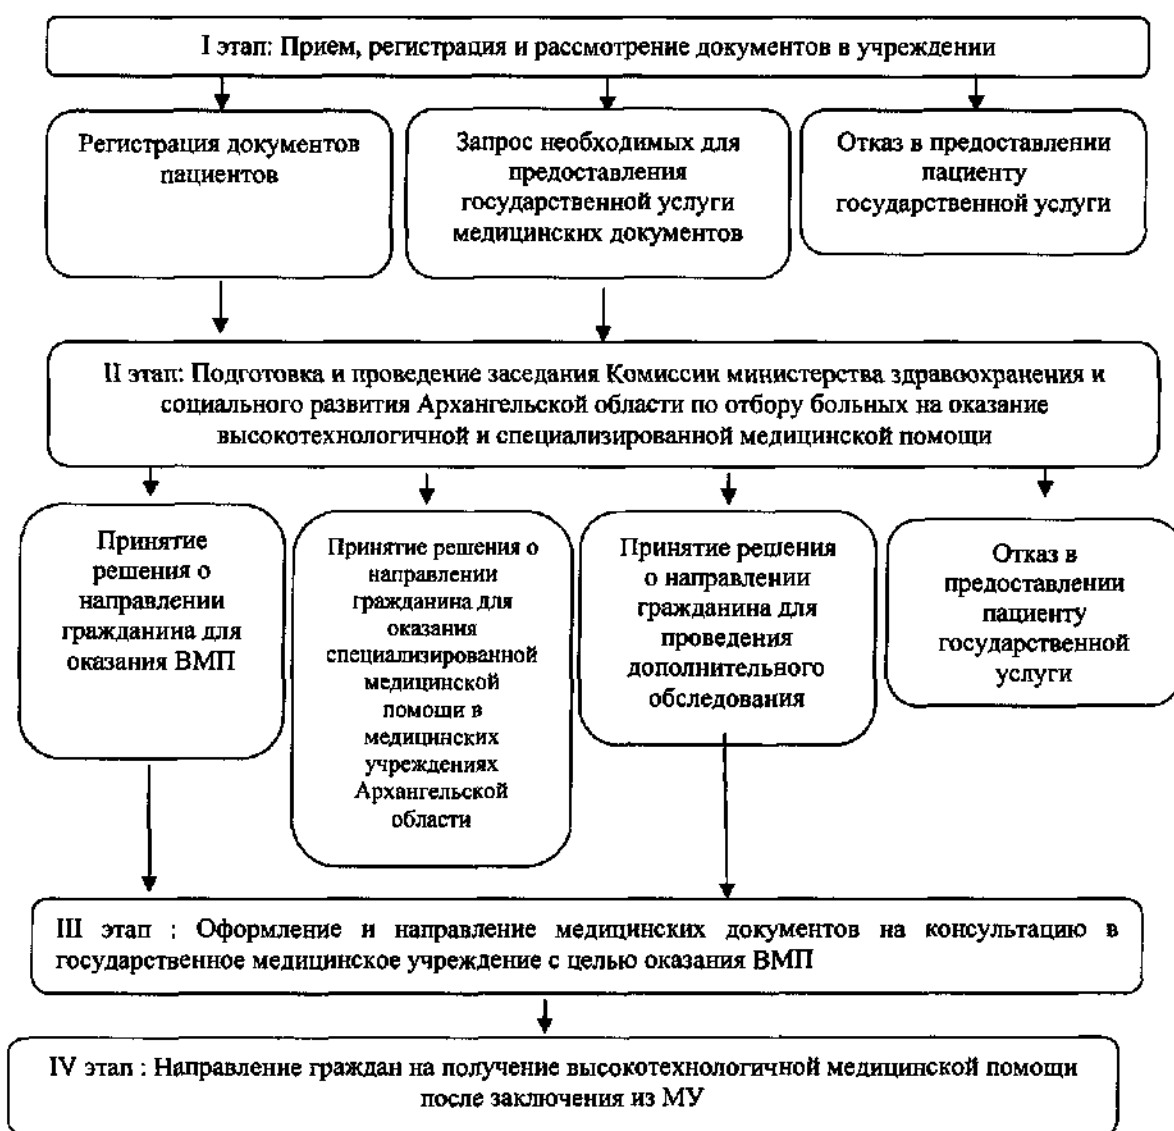 I этап: Прием, регистрация и рассмотрение документов в учреждении
Регистрация документов
пациентов
Запрос необходимых для
предоставления
государственной услуги
медицинских документов
Отказ в предоставлении
пациенту
государственной услуги
II этап: Подготовка и проведение заседания Комиссии министерства здравоохранения и
социального развития Архангельской области по отбору больных на оказание
высокотехнологичной и специализированной медицинской помощи
Принятие
решения о
направлении
гражданина для
оказания ВМП
Принятие решения о
направлении
гражданина для
оказания
специализированной
медицинской
помощи в
медицинских
учреждениях
Архангельской
области
Принятие решения
о направлении
гражданина для
проведения
дополнительного
обследования
Отказ в
предоставлении
пациенту
государственной
услуги
III этап : Оформление и направление медицинских документов на консультацию в
государственное медицинское учреждение с целью оказания ВМП
IV этап : Направление граждан на получение высокотехнологичной медицинской помощи
после заключения из МУ